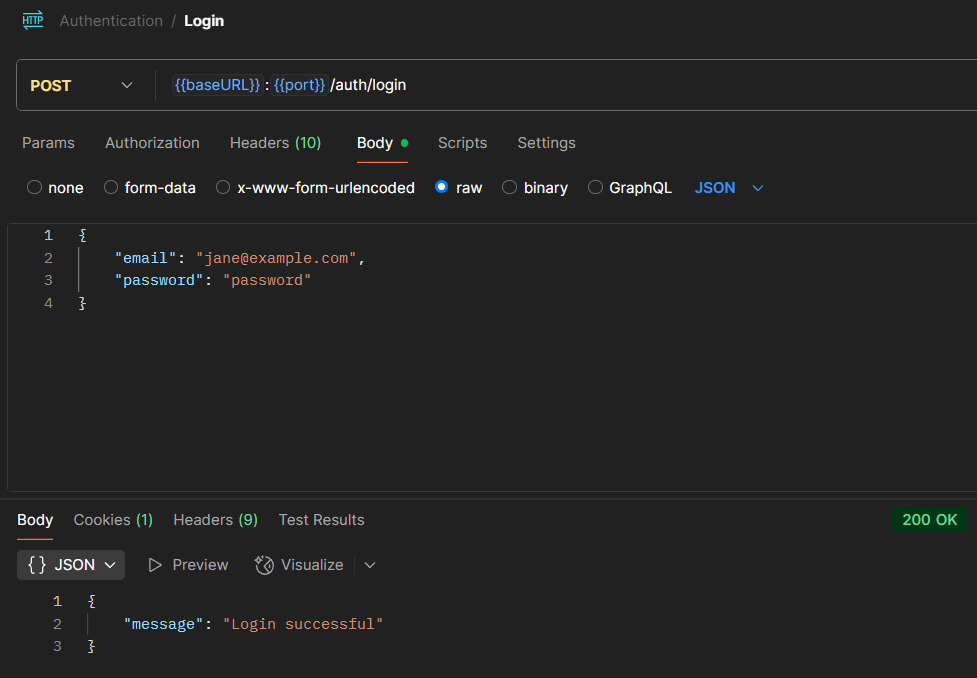 HTTP Authentication / Login
POST {{baseURL}} : {{port}} /auth/login
Params Authorization Headers (10) Body Scripts Settings
none form-data x-www-form-urlencoded raw binary GraphQL JSON
1 {
2 "email": "jane@example.com",
3 "password": "password"
4 }
Body Cookies (1) Headers (9) Test Results 200 OK
{} JSON Preview Visualize
1 {
2 "message": "Login successful"
3 }